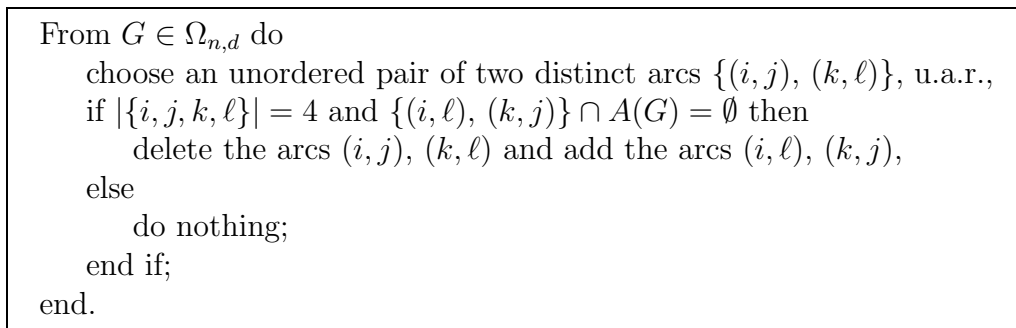 From G ∈ Ω_{n,d} do
choose an unordered pair of two distinct arcs {(i, j), (k, ℓ)}, u.a.r.,
if |{i, j, k, ℓ}| = 4 and {(i, ℓ), (k, j)} ∩ A(G) = ∅ then
delete the arcs (i, j), (k, ℓ) and add the arcs (i, ℓ), (k, j),
else
do nothing;
end if;
end.